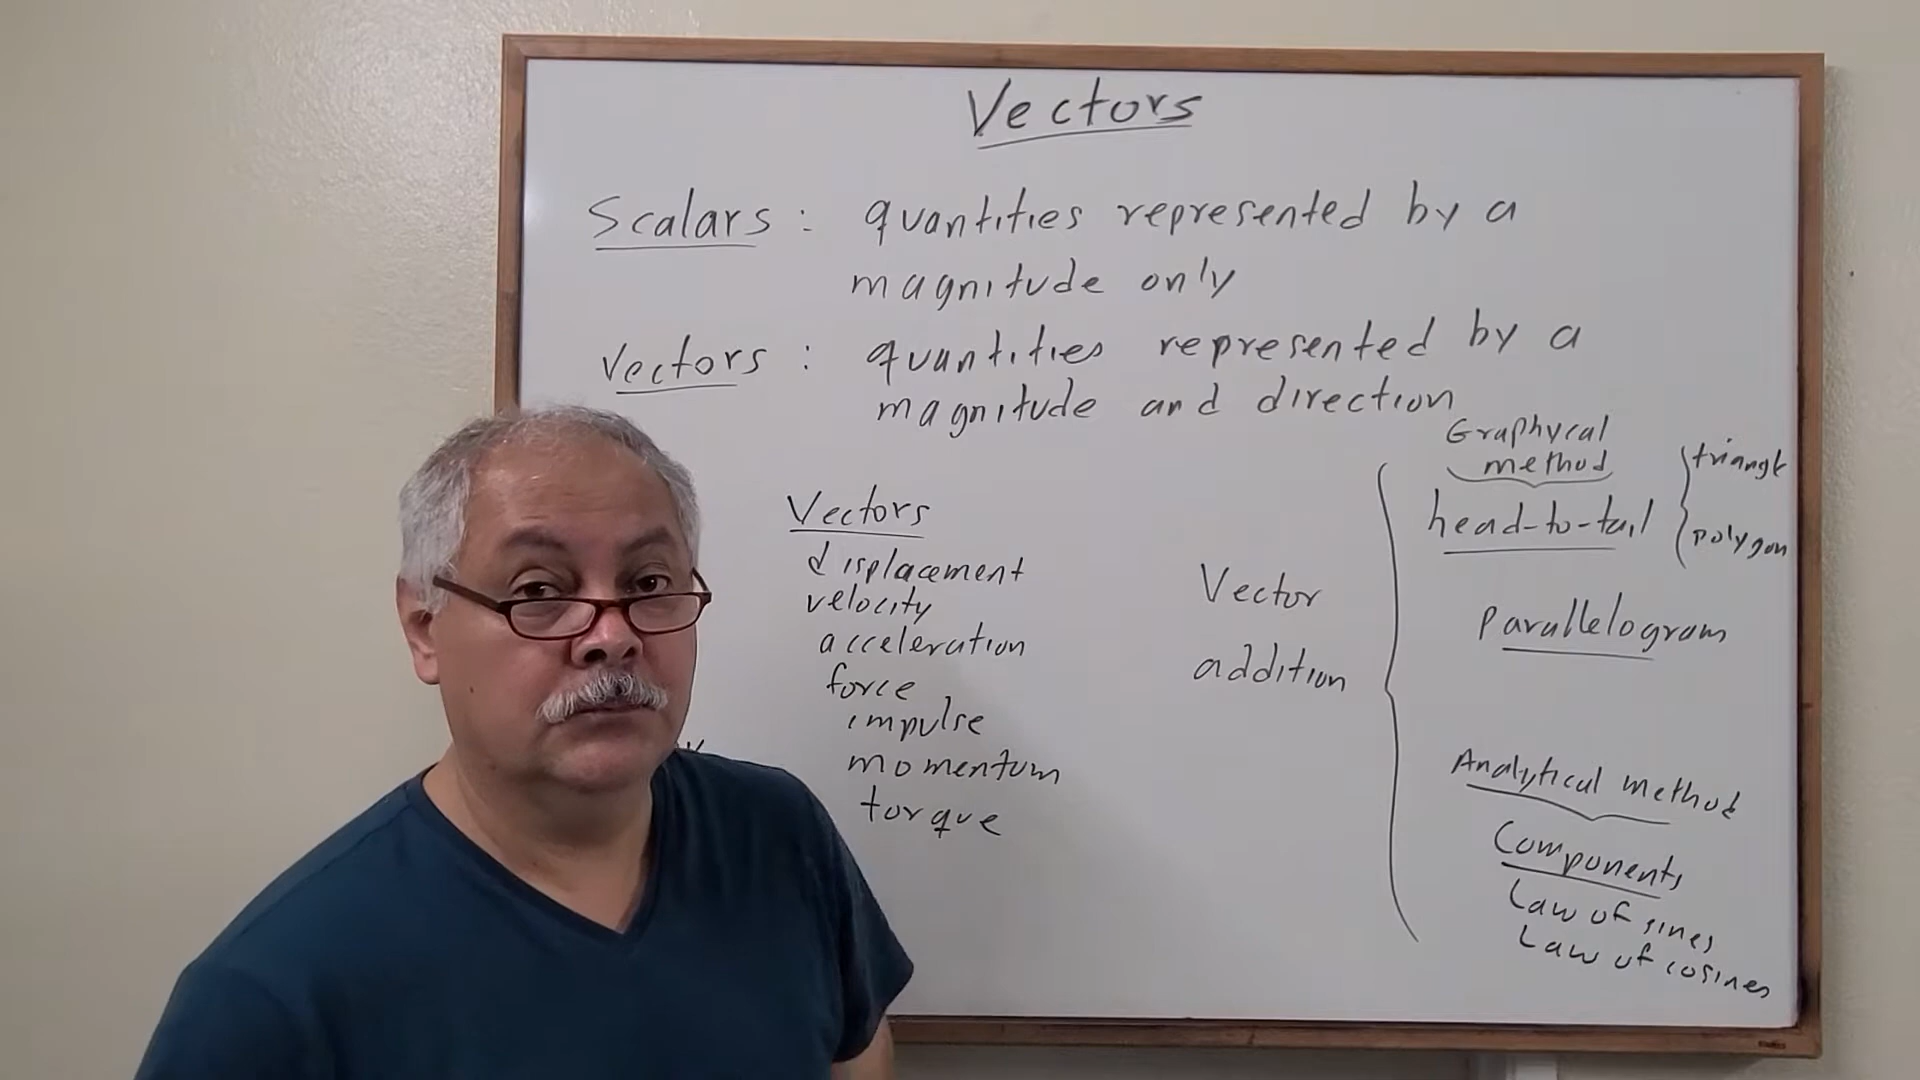 Vectors
Scalars : quantities represented by a
magnitude only
Vectors : quantities represented by a
magnitude and direction
Vectors
displacement
velocity
acceleration
force
impulse
momentum
torque
Vector
addition
Graphycal
method
head-to-tail
triangle
polygon
parallelogram
Analytical method
Components
Law of sines
Law of cosines